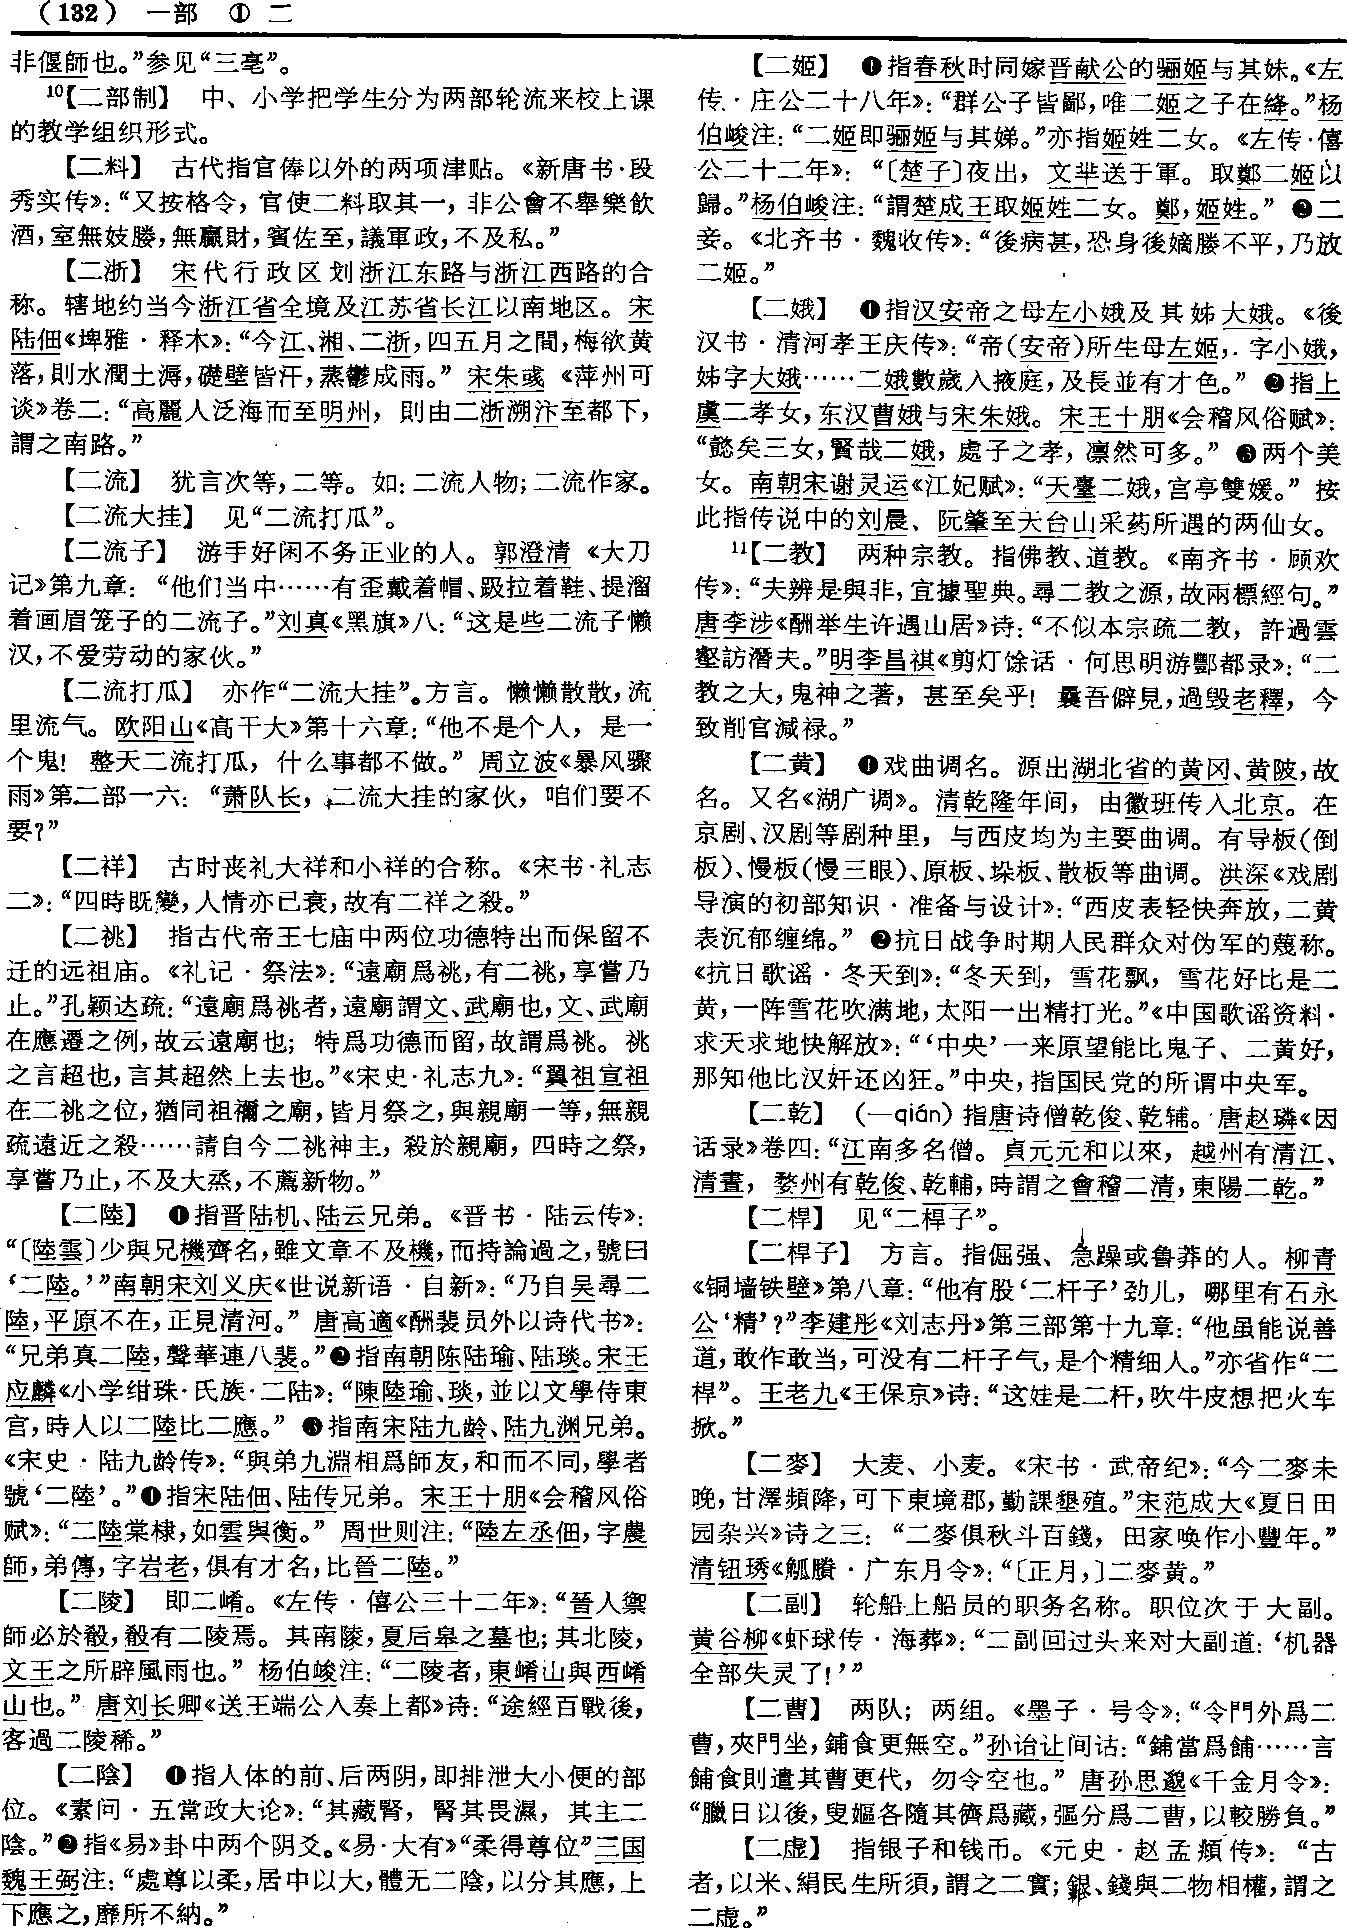 （132） 一部 ① 二
非偃師也。”参见“三亳”。
¹⁰【二部制】 中、小学把学生分为两部轮流来校上课
的教学组织形式。
【二料】 古代指官俸以外的两项津贴。《新唐书·段
秀实传》：“又按格令，官使二料取其一，非公會不舉樂飲
酒，室無妓媵，無赢財，賓佐至，議軍政，不及私。”
【二浙】 宋代行政区划浙江东路与浙江西路的合
称。辖地约当今浙江省全境及江苏省长江以南地区。宋
陆佃《埤雅·释木》：“今江、湘、二浙，四五月之間，梅欲黄
落，則水潤土溽，礎壁皆汗，蒸鬱成雨。” 宋朱彧《萍州可
谈》卷二：“高麗人泛海而至明州，則由二浙溯汴至都下，
謂之南路。”
【二流】 犹言次等，二等。如：二流人物；二流作家。
【二流大挂】 见“二流打瓜”。
【二流子】 游手好闲不务正业的人。郭澄清《大刀
记》第九章：“他们当中……有歪戴着帽、趿拉着鞋、提溜
着画眉笼子的二流子。”刘真《黑旗》八：“这是些二流子懒
汉，不爱劳动的家伙。”
【二流打瓜】 亦作“二流大挂”。方言。懒懒散散，流
里流气。欧阳山《高干大》第十六章：“他不是个人，是一
个鬼！整天二流打瓜，什么事都不做。” 周立波《暴风骤
雨》第二部一六：“萧队长，二流大挂的家伙，咱们要不
要？”
【二祥】 古时丧礼大祥和小祥的合称。《宋书·礼志
二》：“四時既變，人情亦已衰，故有二祥之殺。”
【二祧】 指古代帝王七庙中两位功德特出而保留不
迁的远祖庙。《礼记·祭法》：“遠廟爲祧，有二祧，享嘗乃
止。”孔颖达疏：“遠廟爲祧者，遠廟謂文、武廟也，文、武廟
在應遷之例，故云遠廟也；特爲功德而留，故謂爲祧。祧
之言超也，言其超然上去也。”《宋史·礼志九》：“翼祖宣祖
在二祧之位，猶同祖禰之廟，皆月祭之，與親廟一等，無親
疏遠近之殺……請自今二祧神主，殺於親廟，四時之祭，
享嘗乃止，不及大烝，不薦新物。”
【二陸】 ❶指晋陆机、陆云兄弟。《晋书·陆云传》：
“〔陸雲〕少與兄機齊名，雖文章不及機，而持論過之，號曰
‘二陸。’”南朝宋刘义庆《世说新语·自新》：“乃自吴尋二
陸，平原不在，正見清河。” 唐高適《酬裴员外以诗代书》：
“兄弟真二陸，聲華連八裴。”❷指南朝陈陆瑜、陆琰。宋王
应麟《小学绀珠·氏族·二陆》：“陳陸瑜、琰，並以文學侍東
宫，時人以二陸比二應。” ❸指南宋陆九龄、陆九渊兄弟。
《宋史·陆九龄传》：“與弟九淵相爲師友，和而不同，學者
號‘二陸’。”❹指宋陆佃、陆传兄弟。宋王十朋《会稽风俗
赋》：“二陸棠棣，如雲與衡。” 周世则注：“陸左丞佃，字農
師，弟傳，字岩老，俱有才名，比晉二陸。”
【二陵】 即二崤。《左传·僖公三十二年》：“晉人禦
師必於殽，殽有二陵焉。其南陵，夏后皋之墓也；其北陵，
文王之所辟風雨也。” 杨伯峻注：“二陵者，東崤山與西崤
山也。” 唐刘长卿《送王端公入奏上都》诗：“途經百戰後，
客過二陵稀。”
【二陰】 ❶指人体的前、后两阴，即排泄大小便的部
位。《素问·五常政大论》：“其藏腎，腎其畏濕，其主二
陰。”❷指《易》卦中两个阴爻。《易·大有》“柔得尊位”三国
魏王弼注：“處尊以柔，居中以大，體无二陰，以分其應，上
下應之，靡所不納。”
【二姬】 ❶指春秋时同嫁晋献公的骊姬与其妹。《左
传·庄公二十八年》：“群公子皆鄙，唯二姬之子在絳。”杨
伯峻注：“二姬即骊姬與其娣。”亦指姬姓二女。《左传·僖
公二十二年》：“〔楚子〕夜出，文羋送于軍。取鄭二姬以
歸。”杨伯峻注：“謂楚成王取姬姓二女。鄭，姬姓。” ❷二
妾。《北齐书·魏收传》：“後病甚，恐身後嫡媵不平，乃放
二姬。”
【二娥】 ❶指汉安帝之母左小娥及其姊大娥。《後
汉书·清河孝王庆传》：“帝（安帝）所生母左姬，字小娥，
姊字大娥……二娥數歲入掖庭，及長並有才色。” ❷指上
虞二孝女，东汉曹娥与宋朱娥。宋王十朋《会稽风俗赋》：
“懿矣三女，賢哉二娥，處子之孝，凛然可多。” ❸两个美
女。南朝宋谢灵运《江妃赋》：“天臺二娥，宫亭雙媛。” 按
此指传说中的刘晨、阮肇至天台山采药所遇的两仙女。
¹¹【二教】 两种宗教。指佛教、道教。《南齐书·顾欢
传》：“夫辨是與非，宜據聖典。尋二教之源，故兩標經句。”
唐李涉《酬举生许遇山居》诗：“不似本宗疏二教，許過雲
壑訪潛夫。”明李昌祺《剪灯馀话·何思明游酆都录》：“二
教之大，鬼神之著，甚至矣乎！曩吾僻見，過毁老釋，今
致削官減禄。”
【二黄】 ❶戏曲调名。源出湖北省的黄冈、黄陂，故
名。又名《湖广调》。清乾隆年间，由徽班传入北京。在
京剧、汉剧等剧种里，与西皮均为主要曲调。有导板（倒
板）、慢板（慢三眼）、原板、垛板、散板等曲调。洪深《戏剧
导演的初部知识·准备与设计》：“西皮表轻快奔放，二黄
表沉郁缠绵。” ❷抗日战争时期人民群众对伪军的蔑称。
《抗日歌谣·冬天到》：“冬天到，雪花飘，雪花好比是二
黄，一阵雪花吹满地，太阳一出精打光。”《中国歌谣资料·
求天求地快解放》：“‘中央’一来原望能比鬼子、二黄好，
那知他比汉奸还凶狂。”中央，指国民党的所谓中央军。
【二乾】 （—qián）指唐诗僧乾俊、乾辅。唐赵璘《因
话录》卷四：“江南多名僧。貞元元和以來，越州有清江、
清晝，婺州有乾俊、乾輔，時謂之會稽二清，東陽二乾。”
【二桿】 见“二桿子”。
【二桿子】 方言。指倔强、急躁或鲁莽的人。柳青
《铜墙铁壁》第八章：“他有股‘二杆子’劲儿，哪里有石永
公‘精’？”李建彤《刘志丹》第三部第十九章：“他虽能说善
道，敢作敢当，可没有二杆子气，是个精细人。”亦省作“二
桿”。王老九《王保京》诗：“这娃是二杆，吹牛皮想把火车
掀。”
【二麥】 大麦、小麦。《宋书·武帝纪》：“今二麥未
晚，甘澤頻降，可下東境郡，勤課墾殖。”宋范成大《夏日田
园杂兴》诗之三：“二麥俱秋斗百錢，田家唤作小豐年。”
清钮琇《觚賸·广东月令》：“〔正月，〕二麥黄。”
【二副】 轮船上船员的职务名称。职位次于大副。
黄谷柳《虾球传·海葬》：“二副回过头来对大副道：‘机器
全部失灵了！’”
【二曹】 两队；两组。《墨子·号令》：“令門外爲二
曹，夾門坐，鋪食更無空。”孙诒让间诂：“鋪當爲餔……言
餔食則遣其曹更代，勿令空也。” 唐孙思邈《千金月令》：
“臘日以後，叟嫗各隨其儕爲藏，彄分爲二曹，以較勝負。”
【二虚】 指银子和钱币。《元史·赵孟頫传》：“古
者，以米、絹民生所須，謂之二實；銀、錢與二物相權，謂之
二虚。”